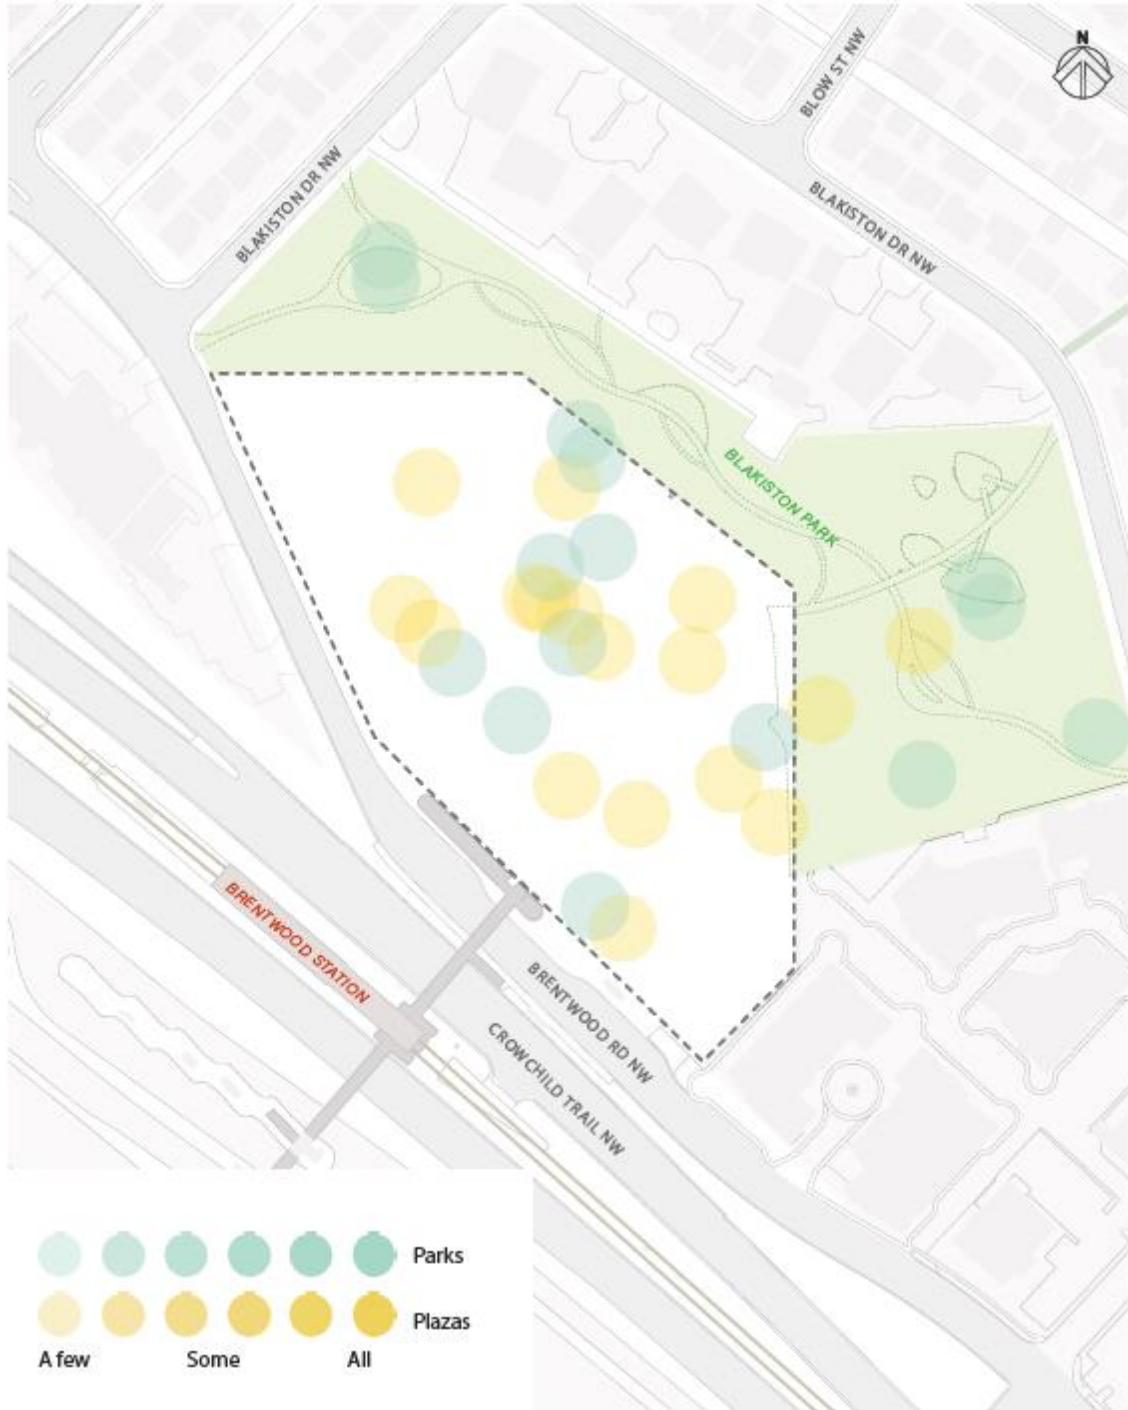 N
BLOW ST NW
BLAKISTON DR NW
BLAKISTON DR NW
BLAKISTON PARK
BRENTWOOD STATION
BRENTWOOD RD NW
CROWCHILD TRAIL NW
Parks
Plazas
A few Some All